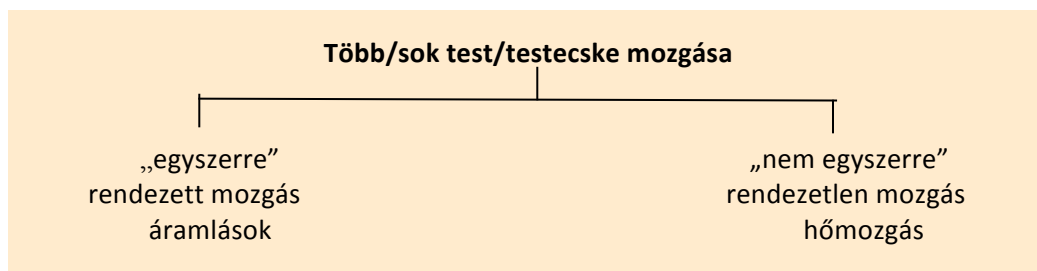 Több/sok test/testecske mozgása
„egyszerre”
rendezett mozgás
áramlások
„nem egyszerre”
rendezetlen mozgás
hőmozgás